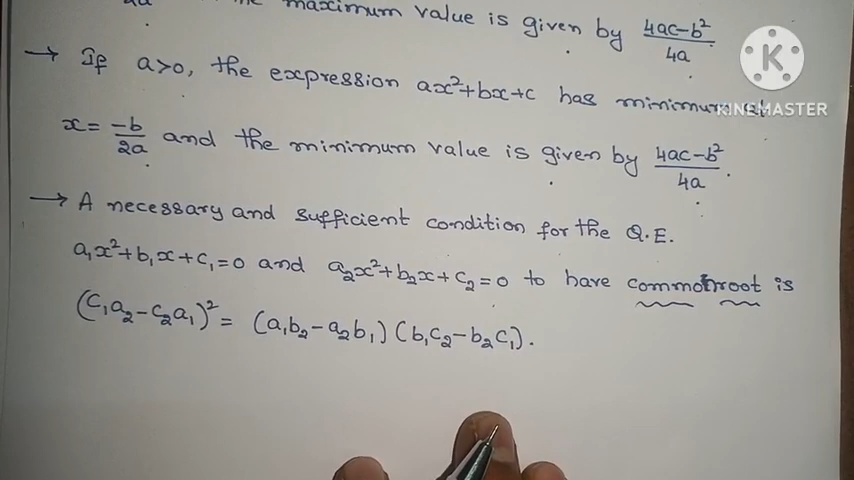 maximum value is given by 4ac-b²/4a
→ If a>0, the expression ax²+bx+c has minimum at
x = -b/2a and the minimum value is given by 4ac-b²/4a.
→ A necessary and sufficient condition for the Q.E.
a₁x²+b₁x+c₁=0 and a₂x²+b₂x+c₂=0 to have common root is
(c₁a₂-c₂a₁)² = (a₁b₂-a₂b₁)(b₁c₂-b₂c₁).
K
KINEMASTER